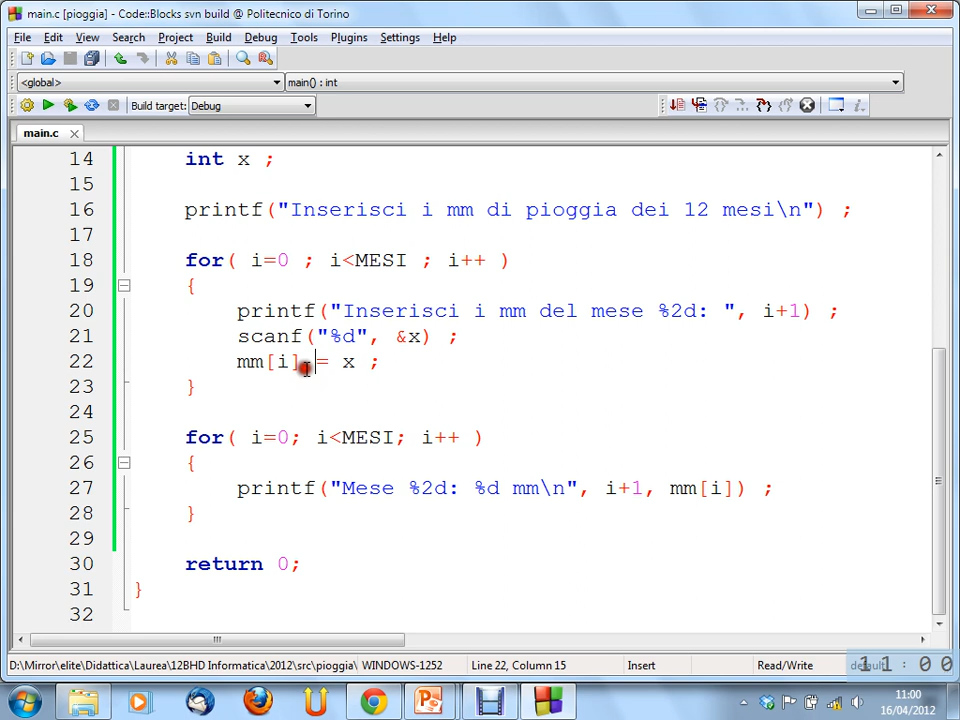 main.c [pioggia] - Code::Blocks svn build @ Politecnico di Torino
File Edit View Search Project Build Debug Tools Plugins Settings Help
<global> main() : int
Build target: Debug
main.c
14 int x ;
15
16 printf("Inserisci i mm di pioggia dei 12 mesi\n") ;
17
18 for( i=0 ; i<MESI ; i++ )
19 {
20 printf("Inserisci i mm del mese %2d: ", i+1) ;
21 scanf("%d", &x) ;
22 mm[i] = x ;
23 }
24
25 for( i=0; i<MESI; i++ )
26 {
27 printf("Mese %2d: %d mm\n", i+1, mm[i]) ;
28 }
29
30 return 0;
31 }
32
D:\Mirror\elite\Didattica\Laurea\12BHD Informatica\2012\src\pioggia\ WINDOWS-1252 Line 22, Column 15 Insert Read/Write default
11:00
11:00
16/04/2012